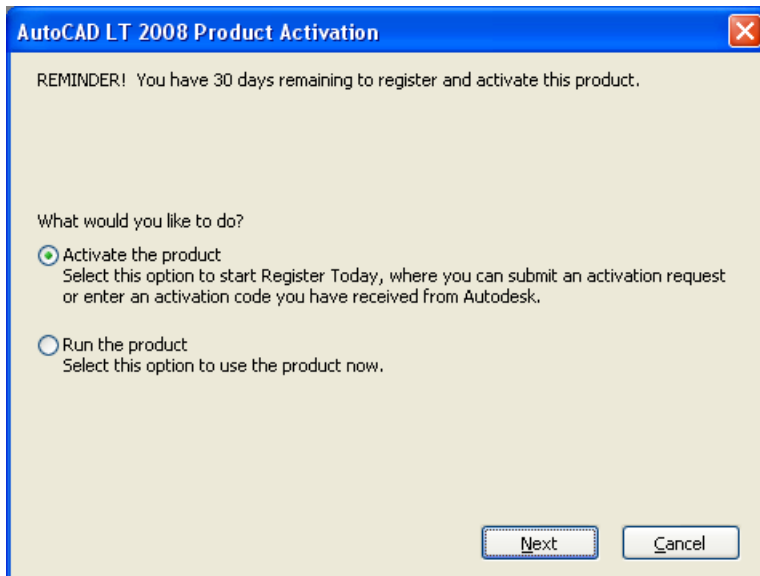 AutoCAD LT 2008 Product Activation
REMINDER!  You have 30 days remaining to register and activate this product.
What would you like to do?
Activate the product
Select this option to start Register Today, where you can submit an activation request
or enter an activation code you have received from Autodesk.
Run the product
Select this option to use the product now.
Next
Cancel